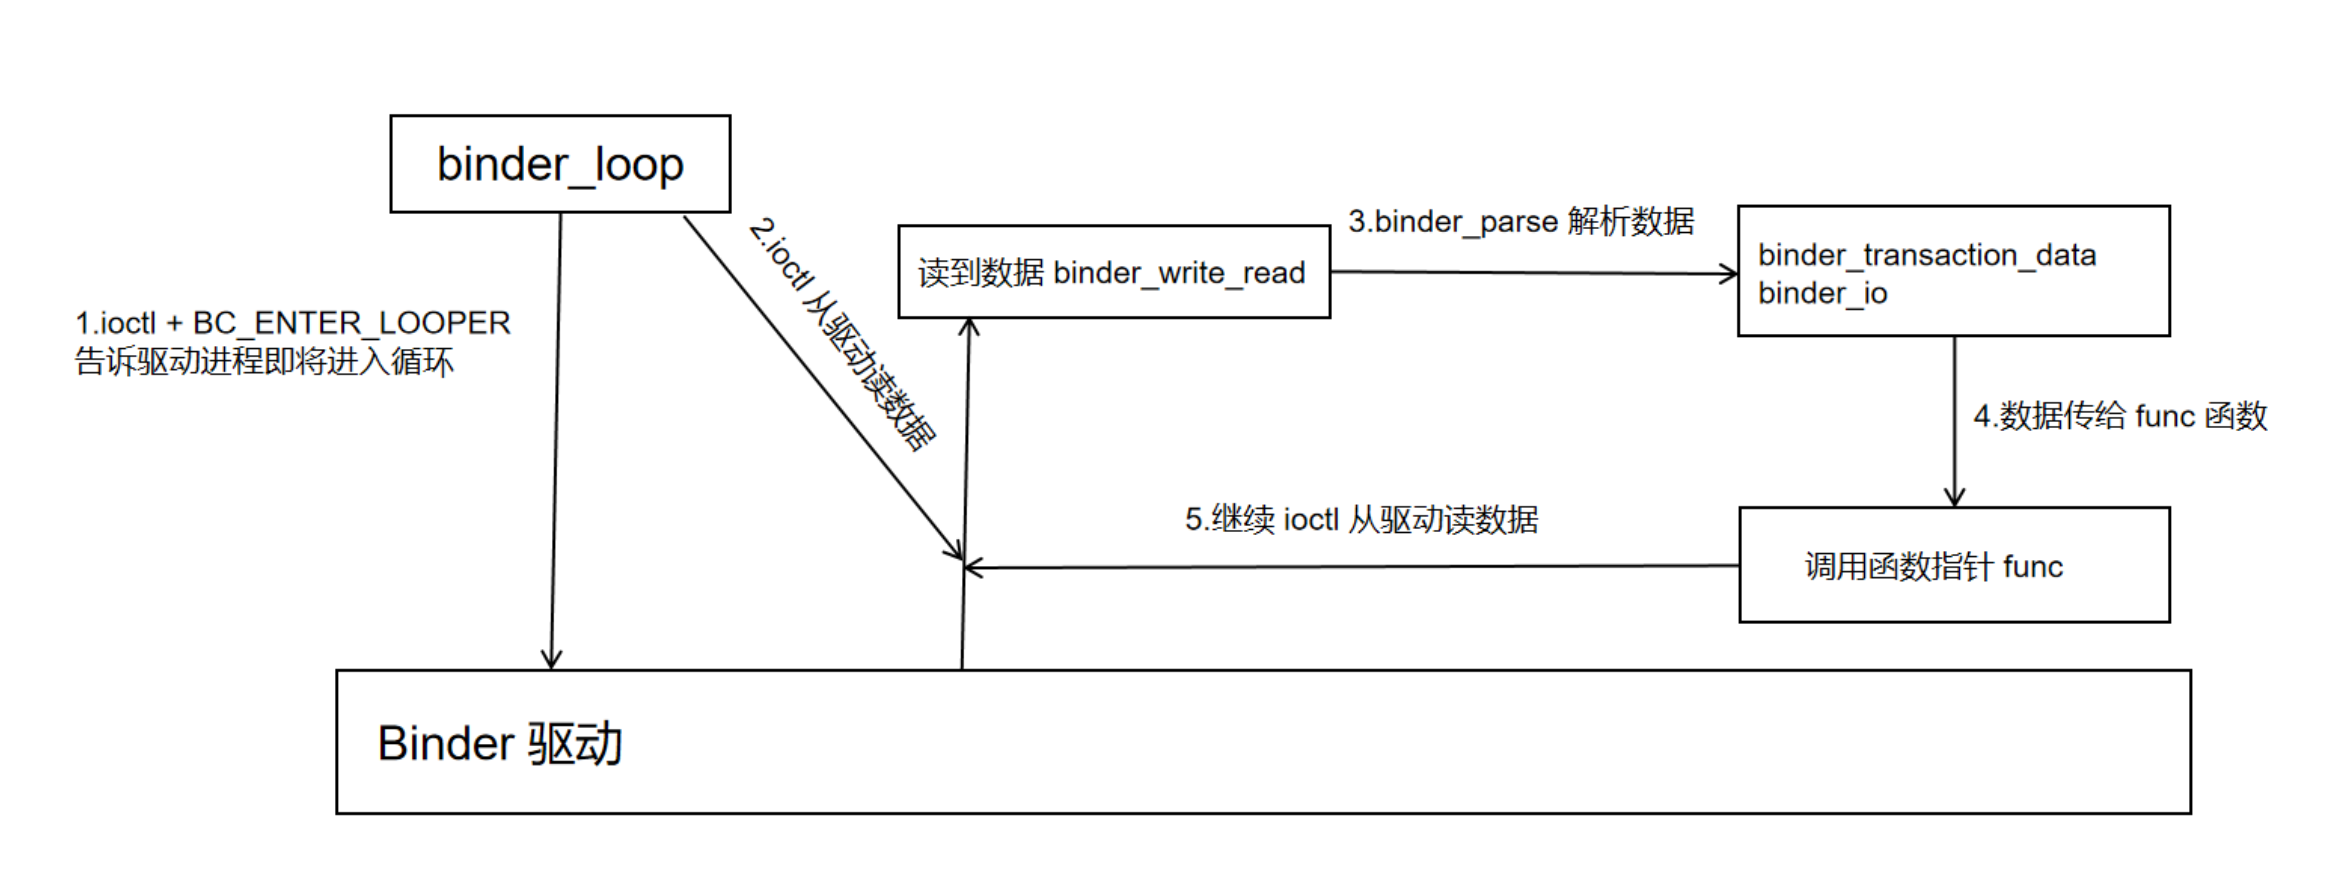 binder_loop
1.ioctl + BC_ENTER_LOOPER
告诉驱动进程即将进入循环
2.ioctl 从驱动读数据
读到数据 binder_write_read
3.binder_parse 解析数据
binder_transaction_data
binder_io
4.数据传给 func 函数
调用函数指针 func
5.继续 ioctl 从驱动读数据
Binder 驱动